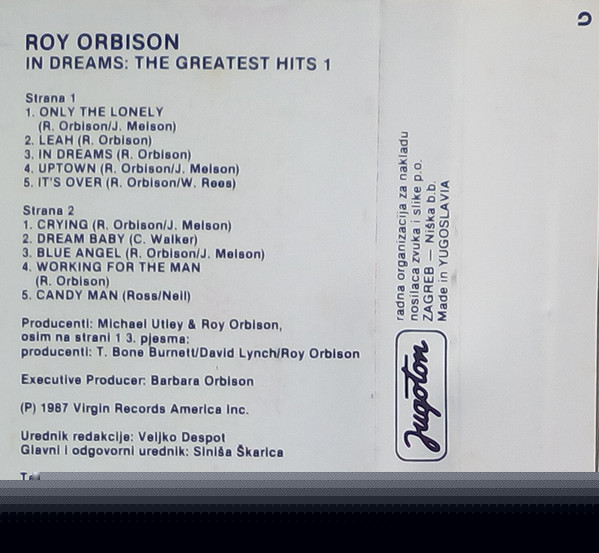 ROY ORBISON
IN DREAMS: THE GREATEST HITS 1
Strana 1
1. ONLY THE LONELY
(R. Orbison/J. Melson)
2. LEAH (R. Orbison)
3. IN DREAMS (R. Orbison)
4. UPTOWN (R. Orbison/J. Melson)
5. IT'S OVER (R. Orbison/W. Rees)
Strana 2
1. CRYING (R. Orbison/J. Melson)
2. DREAM BABY (C. Walker)
3. BLUE ANGEL (R. Orbison/J. Melson)
4. WORKING FOR THE MAN
(R. Orbison)
5. CANDY MAN (Ross/Neil)
Producenti: Michael Utley & Roy Orbison,
osim na strani 1 3. pjesma:
producenti: T. Bone Burnett/David Lynch/Roy Orbison
Executive Producer: Barbara Orbison
(P) 1987 Virgin Records America Inc.
Urednik redakcije: Veljko Despot
Glavni i odgovorni urednik: Siniša Škarica
radna organizacija za nakladu
nosilaca zvuka i slike p.o.
ZAGREB — Niška b.b.
Made in YUGOSLAVIA
Jugoton